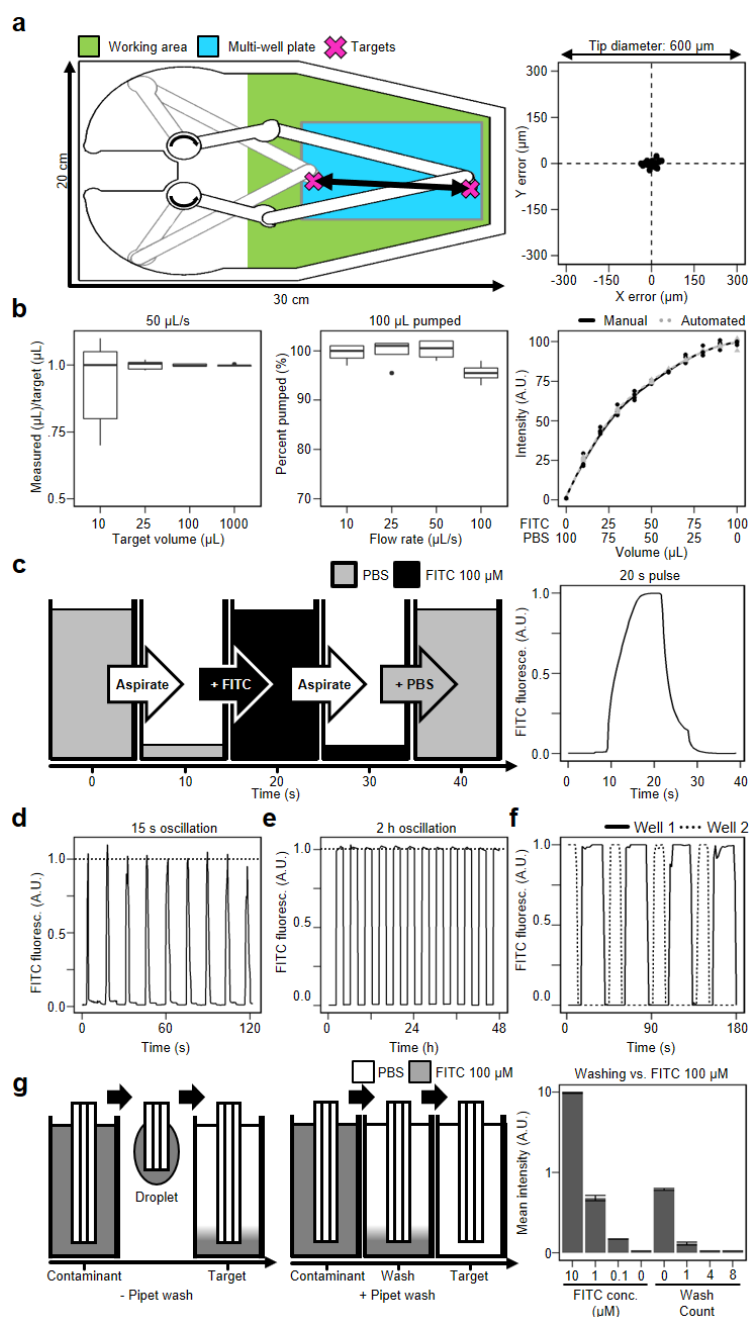 a
Working area Multi-well plate Targets
20 cm
30 cm
Tip diameter: 600 µm
Y error (µm)
300
150
0
-150
-300
-300 -150 0 150 300
X error (µm)
b
50 µL/s
Measured (µL)/target (µL)
1.0
.75
0.5
10 25 100 1000
Target volume (µL)
100 µL pumped
Percent pumped (%)
100
90
80
70
10 25 50 100
Flow rate (µL/s)
Manual Automated
Intensity (A.U.)
100
75
50
25
0
FITC 0 25 50 75 100
PBS 100 75 50 25 0
Volume (µL)
c
PBS FITC 100 µM
Aspirate + FITC Aspirate + PBS
0 10 20 30 40
Time (s)
20 s pulse
FITC fluoresce. (A.U.)
1.0
0.5
0.0
0 10 20 30 40
Time (s)
d
15 s oscillation
FITC fluoresc. (A.U.)
1.0
0.5
0.0
0 60 120
Time (s)
e
2 h oscillation
FITC fluoresc. (A.U.)
1.0
0.5
0.0
0 24 48
Time (h)
f
Well 1 Well 2
FITC fluoresc. (A.U.)
1.0
0.5
0.0
0 90 180
Time (s)
g
PBS FITC 100 µM
Droplet
Contaminant Target
- Pipet wash
Contaminant Wash Target
+ Pipet wash
Washing vs. FITC 100 µM
Mean intensity (A.U.)
10
1
0
10 1 0.1 0 0 1 4 8
FITC conc. Wash
(µM) Count